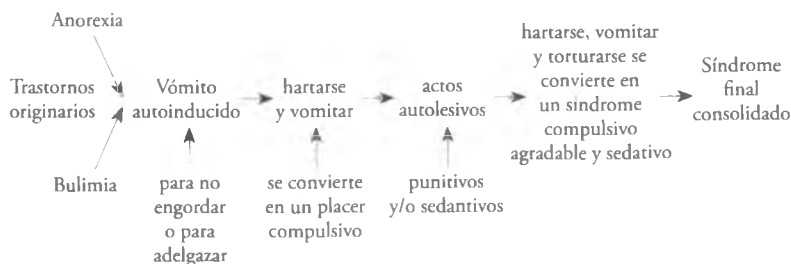 Anorexia
Trastornos
originarios
Bulimia
Vómito
autoinducido
para no
engordar
o para
adelgazar
hartarse
y vomitar
se convierte
en un placer
compulsivo
actos
autolesivos
punitivos
y/o sedantivos
hartarse, vomitar
y torturarse se
convierte en
un síndrome
compulsivo
agradable y sedativo
Síndrome
final
consolidado